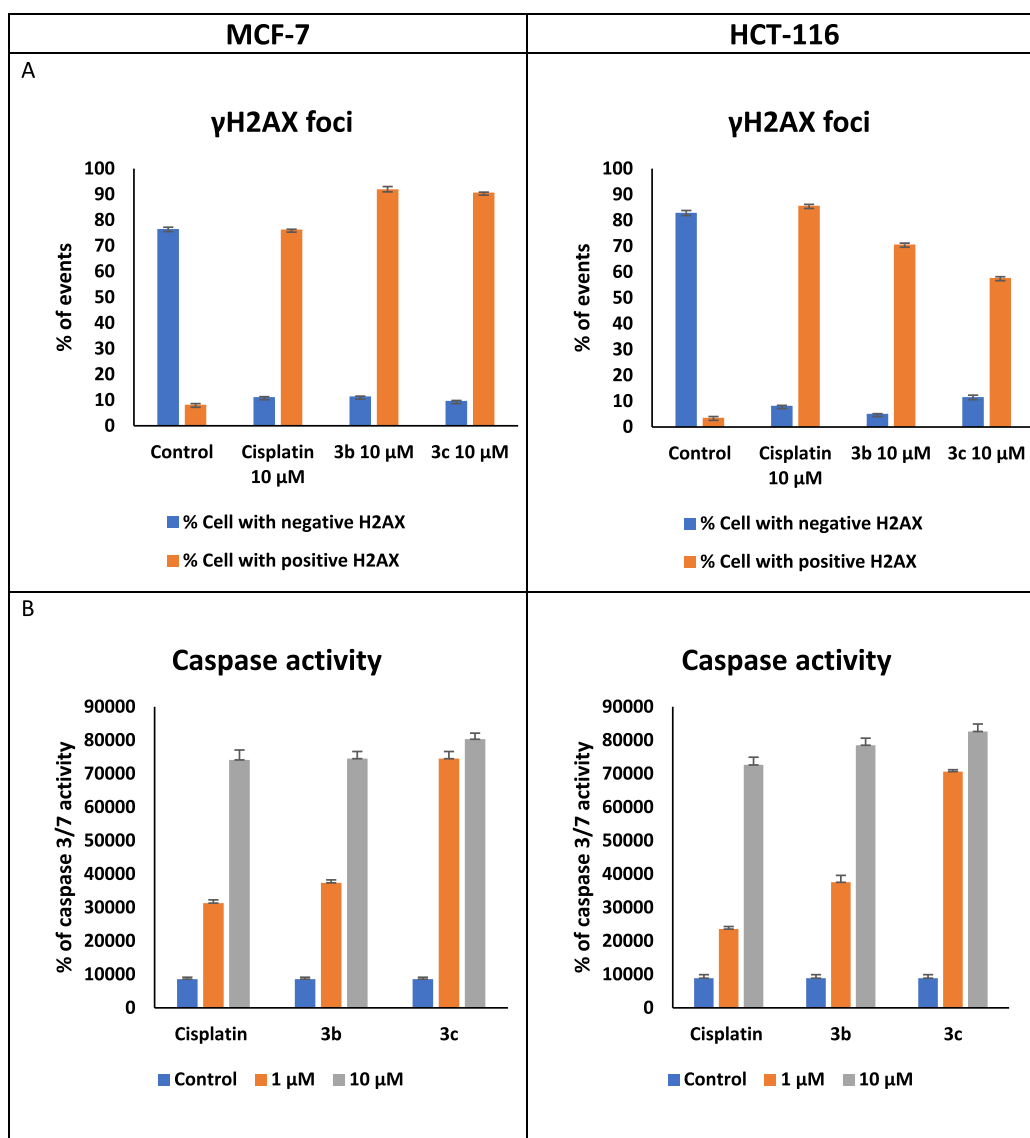 MCF-7
HCT-116
A
γH2AX foci
100
90
80
70
60
50
40
30
20
10
0
% of events
Control
Cisplatin
10 μM
3b 10 μM
3c 10 μM
% Cell with negative H2AX
% Cell with positive H2AX
γH2AX foci
100
90
80
70
60
50
40
30
20
10
0
% of events
Control
Cisplatin
10 μM
3b 10 μM
3c 10 μM
% Cell with negative H2AX
% Cell with positive H2AX
B
Caspase activity
90000
80000
70000
60000
50000
40000
30000
20000
10000
0
% of caspase 3/7 activity
Cisplatin
3b
3c
Control
1 μM
10 μM
Caspase activity
90000
80000
70000
60000
50000
40000
30000
20000
10000
0
% of caspase 3/7 activity
Cisplatin
3b
3c
Control
1 μM
10 μM